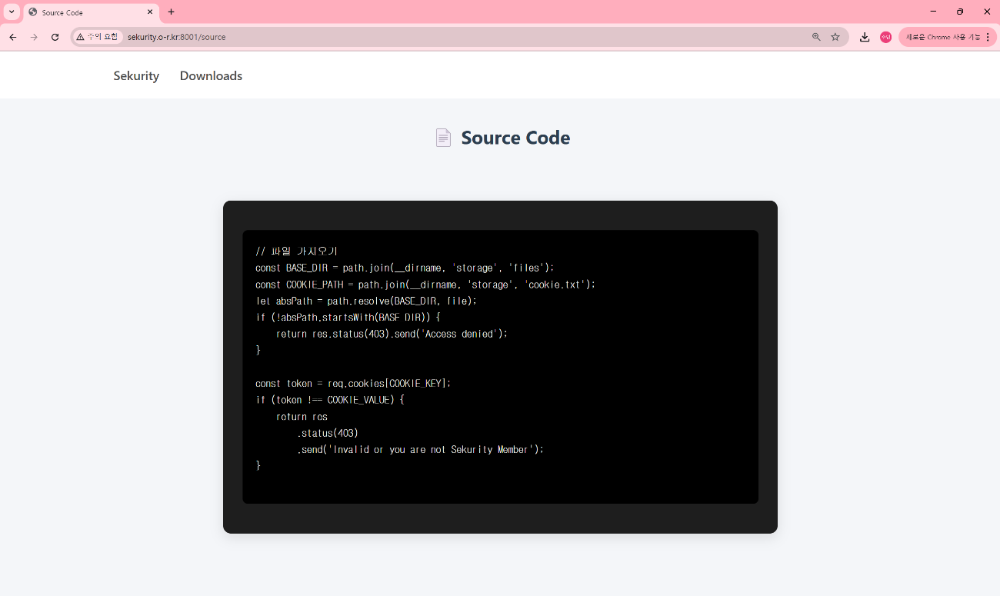 Source Code
수의 요함
sekurity.o-r.kr:8001/source
수민
새로운 Chrome 사용 가능
Sekurity Downloads
Source Code
// 파일 가져오기
const BASE_DIR = path.join(__dirname, 'storage', 'files');
const COOKIE_PATH = path.join(__dirname, 'storage', 'cookie.txt');
let absPath = path.resolve(BASE_DIR, file);
if (!absPath.startsWith(BASE_DIR)) {
    return res.status(403).send('Access denied');
}
const token = req.cookies[COOKIE_KEY];
if (token !== COOKIE_VALUE) {
    return res
        .status(403)
        .send('Invalid or you are not Sekurity Member');
}